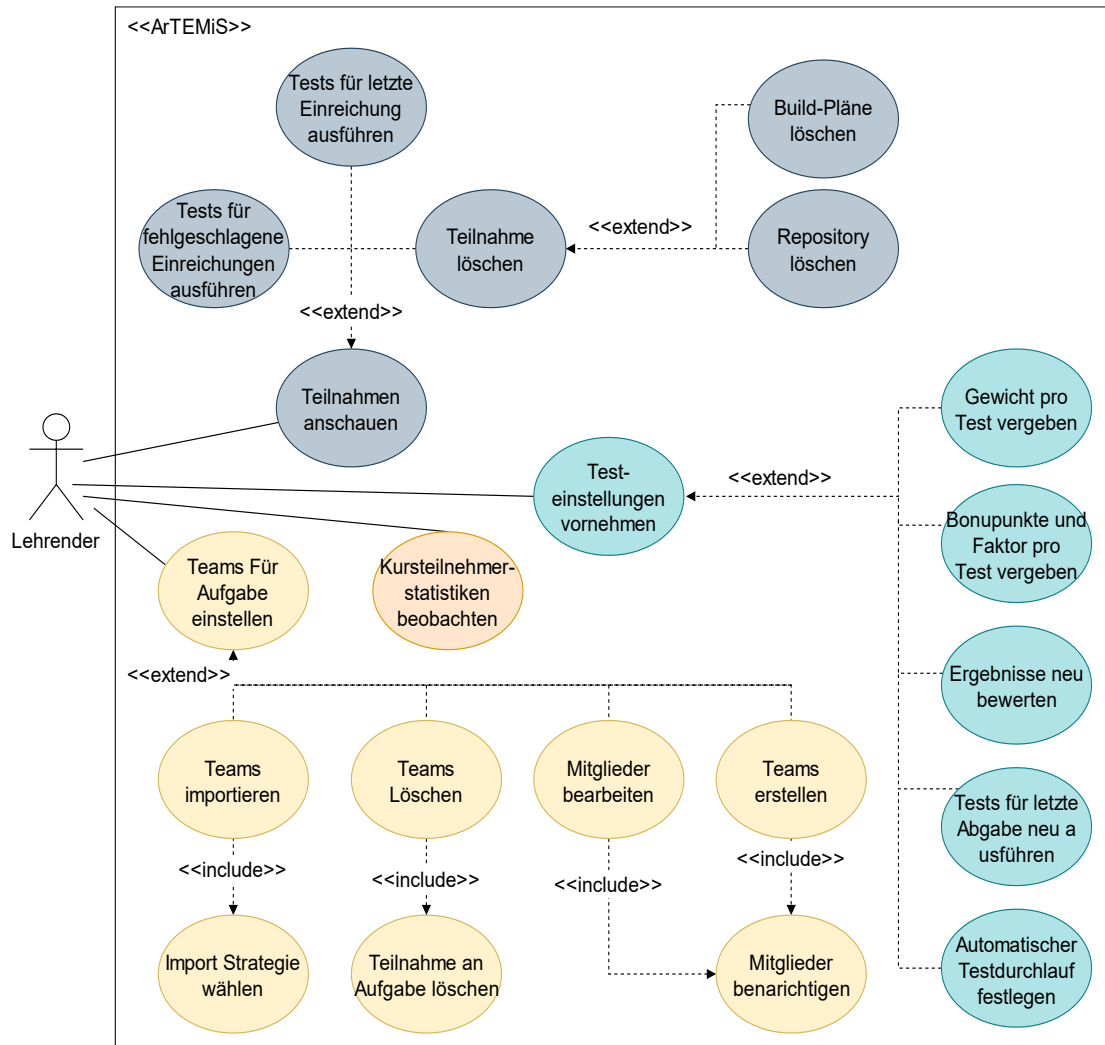 <<ArTEMiS>>
Tests für letzte
Einreichung
ausführen
Build-Pläne
löschen
Tests für
fehlgeschlagene
Einreichungen
ausführen
Teilnahme
löschen
<<extend>>
Repository
löschen
<<extend>>
Teilnahmen
anschauen
Gewicht pro
Test vergeben
Lehrender
Test-
einstellungen
vornehmen
<<extend>>
Bonupunkte und
Faktor pro
Test vergeben
Teams Für
Aufgabe
einstellen
Kursteilnehmer-
statistiken
beobachten
<<extend>>
Ergebnisse neu
bewerten
Teams
importieren
Teams
Löschen
Mitglieder
bearbeiten
Teams
erstellen
Tests für letzte
Abgabe neu a
usführen
<<include>>
<<include>>
<<include>>
<<include>>
Import Strategie
wählen
Teilnahme an
Aufgabe löschen
Mitglieder
benarichtigen
Automatischer
Testdurchlauf
festlegen